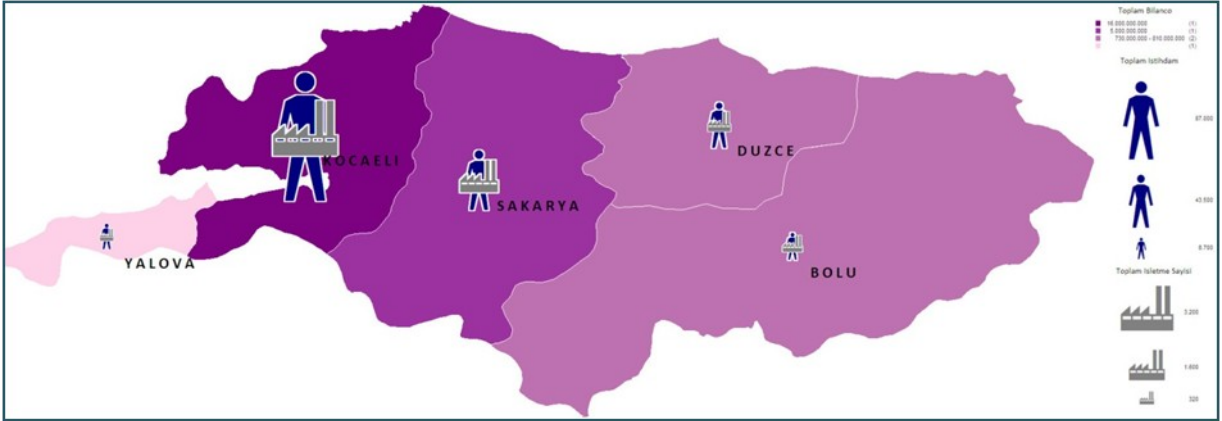 Toplam Bilanco
16.000.000.000 (1)
5.000.000.000 (1)
730.000.000 - 810.000.000 (2)
(1)
Toplam Istihdam
87.000
43.500
8.700
Toplam Isletme Sayisi
3.200
1.600
320
KOCAELI
SAKARYA
DUZCE
YALOVA
BOLU